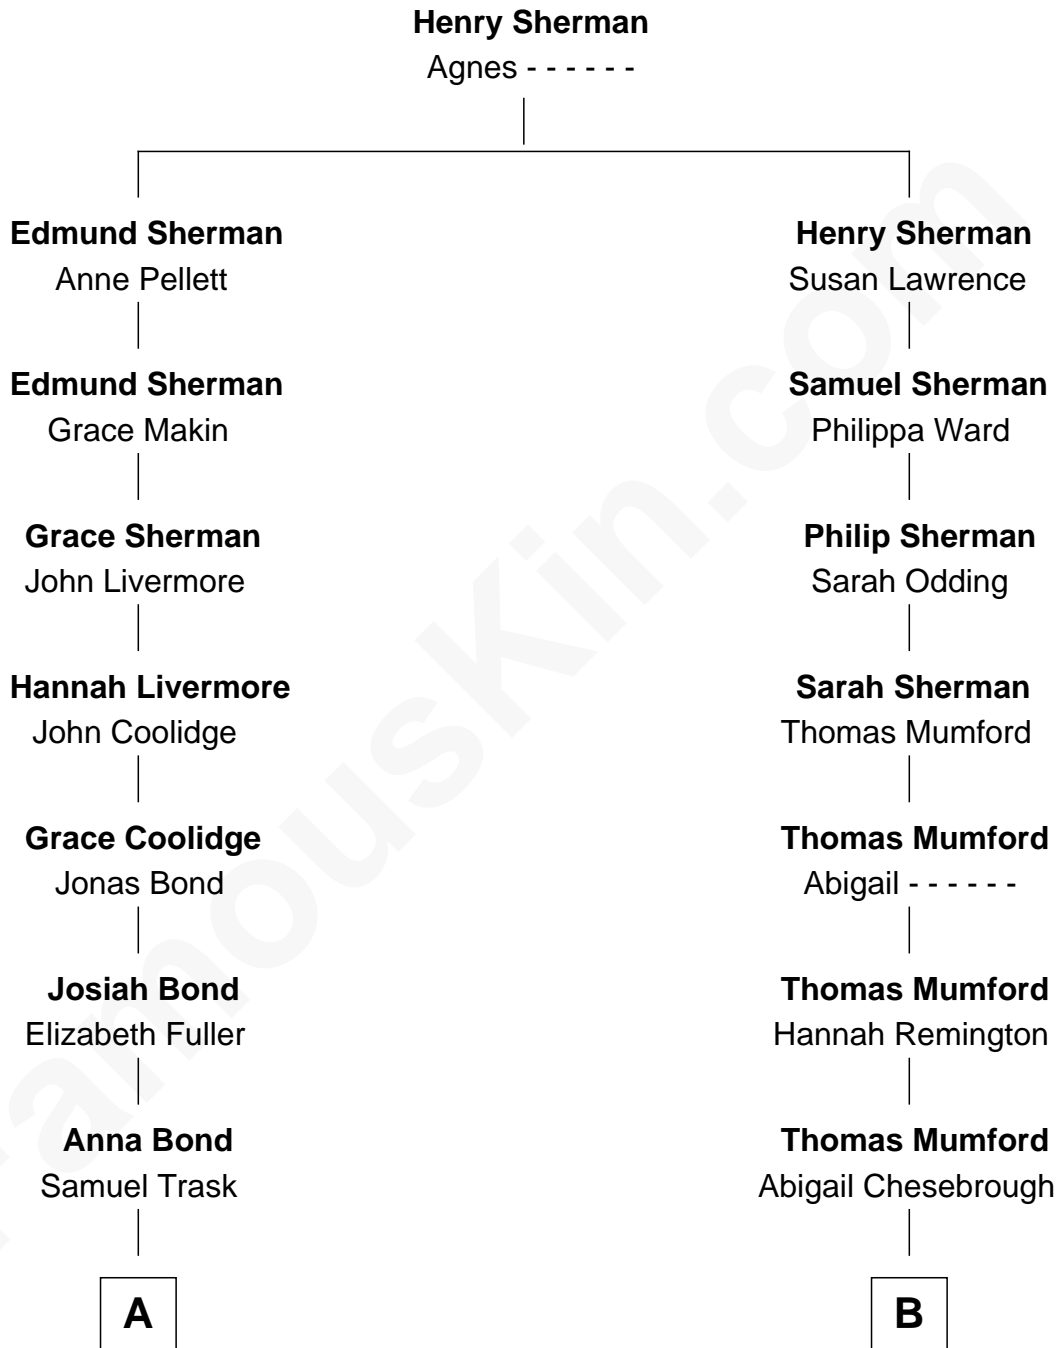 Henry Sherman
Agnes - - - - - -
Edmund Sherman
Anne Pellett
Henry Sherman
Susan Lawrence
Edmund Sherman
Grace Makin
Samuel Sherman
Philippa Ward
Grace Sherman
John Livermore
Philip Sherman
Sarah Odding
Hannah Livermore
John Coolidge
Sarah Sherman
Thomas Mumford
Grace Coolidge
Jonas Bond
Thomas Mumford
Abigail - - - - - -
Josiah Bond
Elizabeth Fuller
Thomas Mumford
Hannah Remington
Anna Bond
Samuel Trask
Thomas Mumford
Abigail Chesebrough
A
B
FamousKin.com